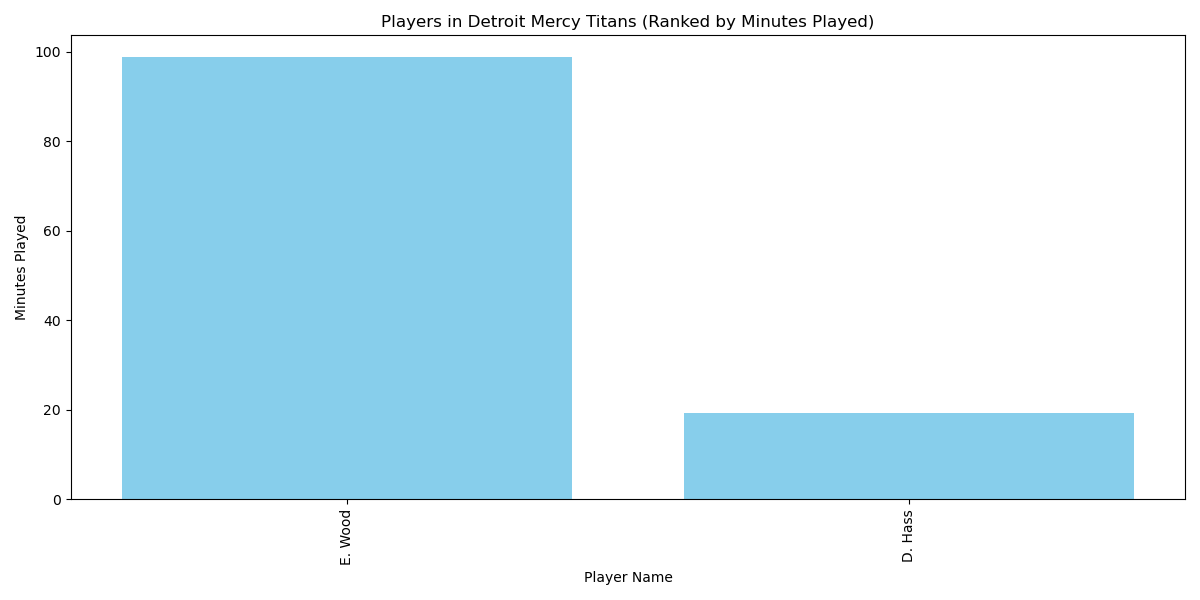 Players in Detroit Mercy Titans (Ranked by Minutes Played)
Minutes Played
100
80
60
40
20
0
E. Wood
D. Hass
Player Name